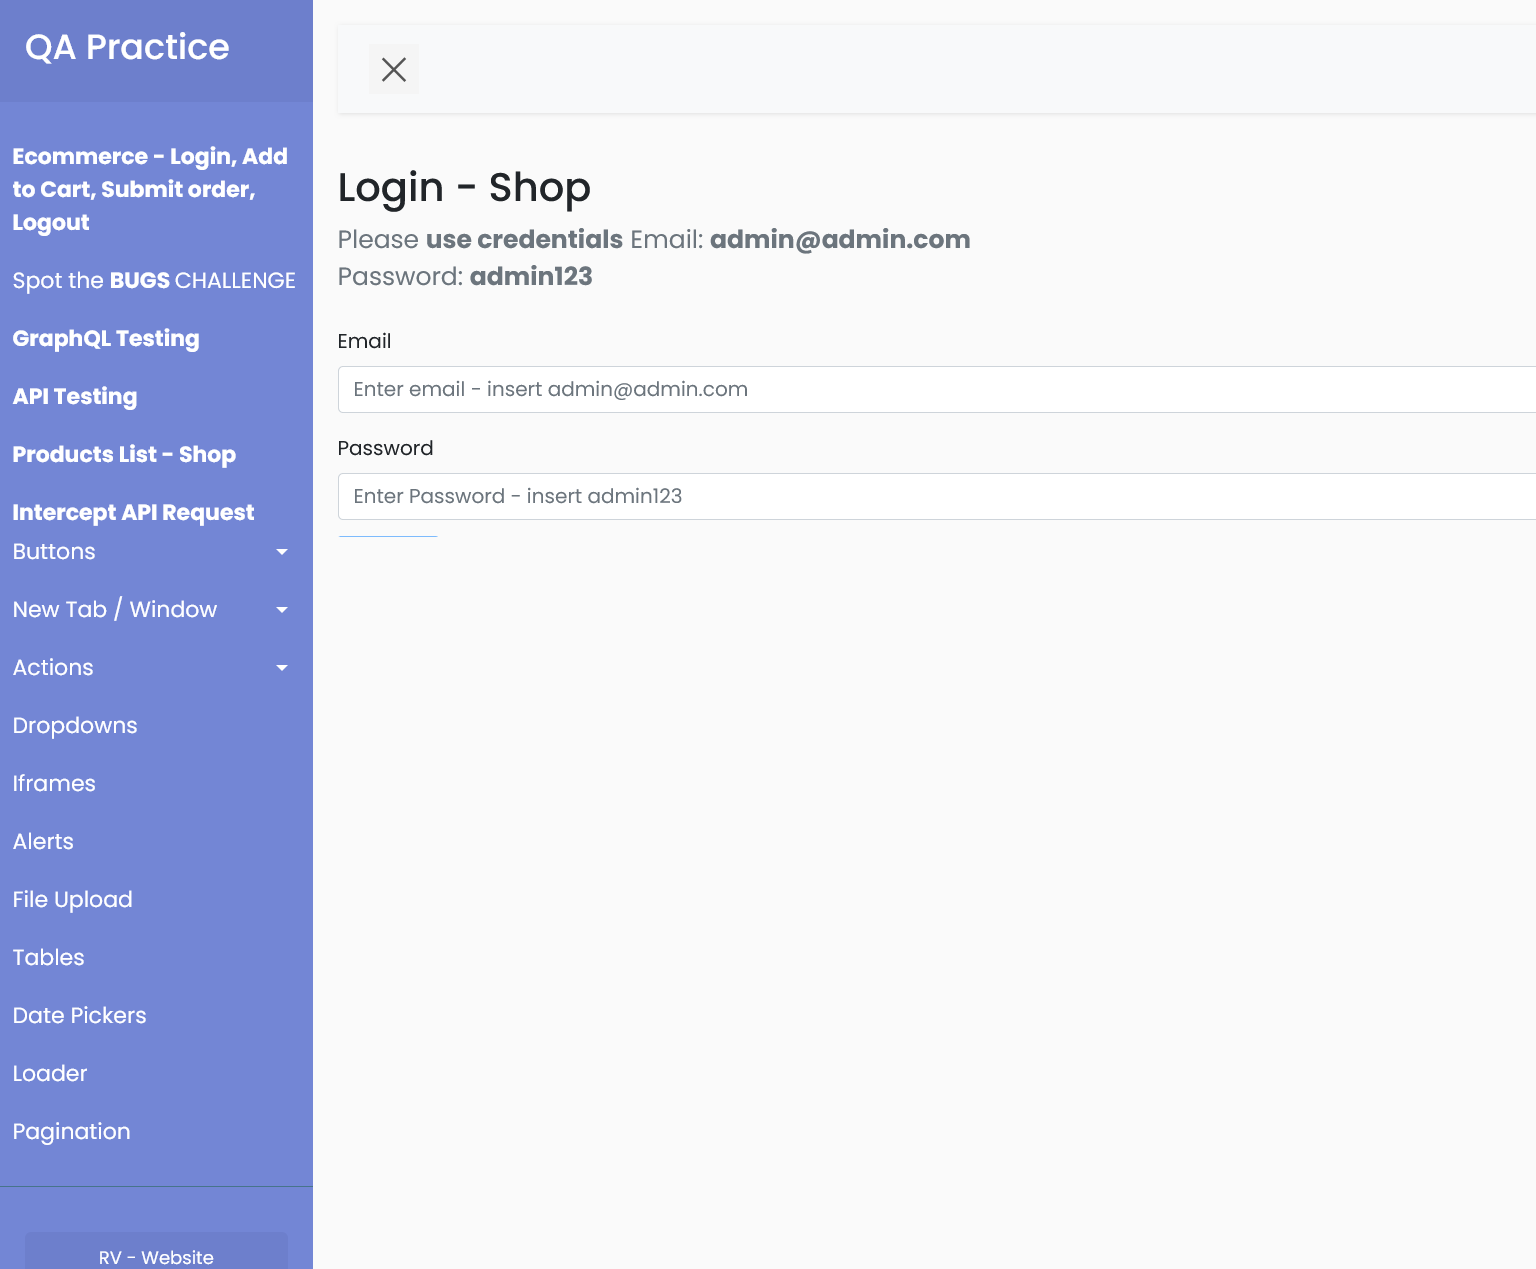 QA Practice
Ecommerce - Login, Add
to Cart, Submit order,
Logout
Spot the BUGS CHALLENGE
GraphQL Testing
API Testing
Products List - Shop
Intercept API Request
Buttons
New Tab / Window
Actions
Dropdowns
Iframes
Alerts
File Upload
Tables
Date Pickers
Loader
Pagination
RV - Website
Login - Shop
Please use credentials Email: admin@admin.com
Password: admin123
Email
Enter email - insert admin@admin.com
Password
Enter Password - insert admin123